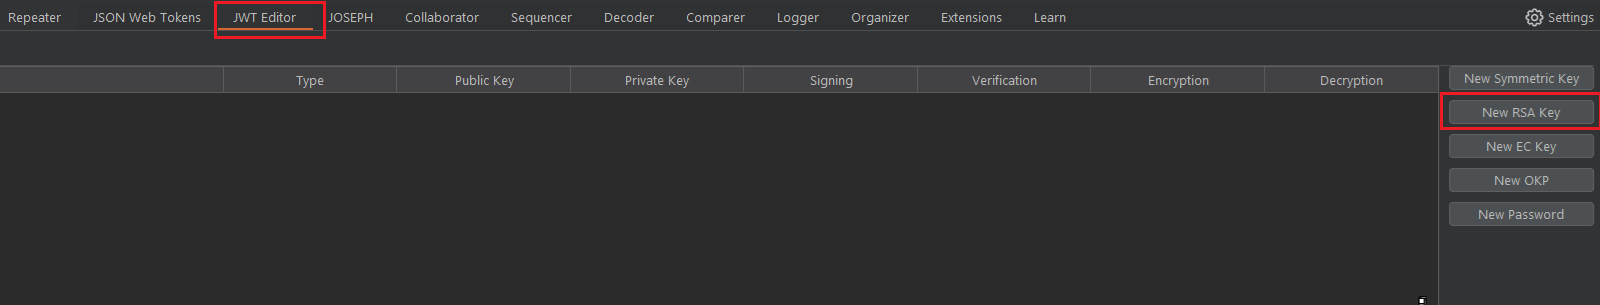 Repeater JSON Web Tokens JWT Editor JOSEPH Collaborator Sequencer Decoder Comparer Logger Organizer Extensions Learn Settings
Type Public Key Private Key Signing Verification Encryption Decryption New Symmetric Key
New RSA Key
New EC Key
New OKP
New Password